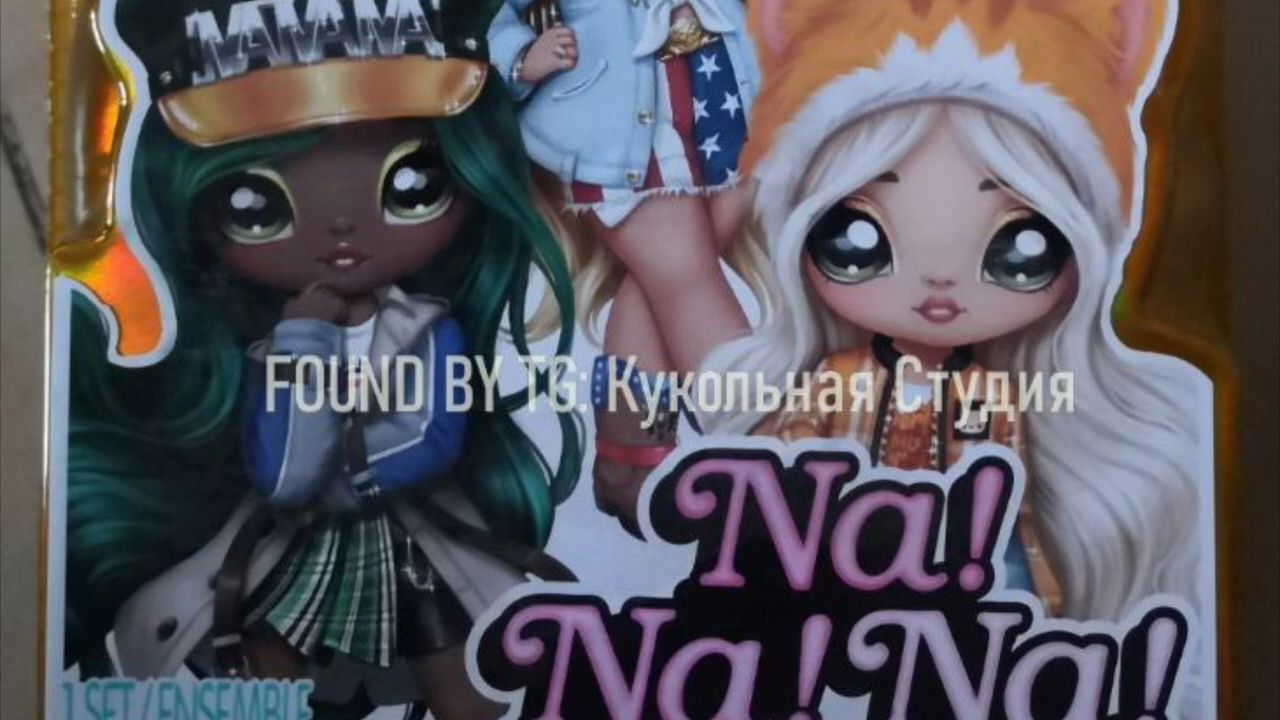 NANANA
FOUND BY TG: Кукольная Студия
Na!
Na! Na!
1 SET / ENSEMBLE